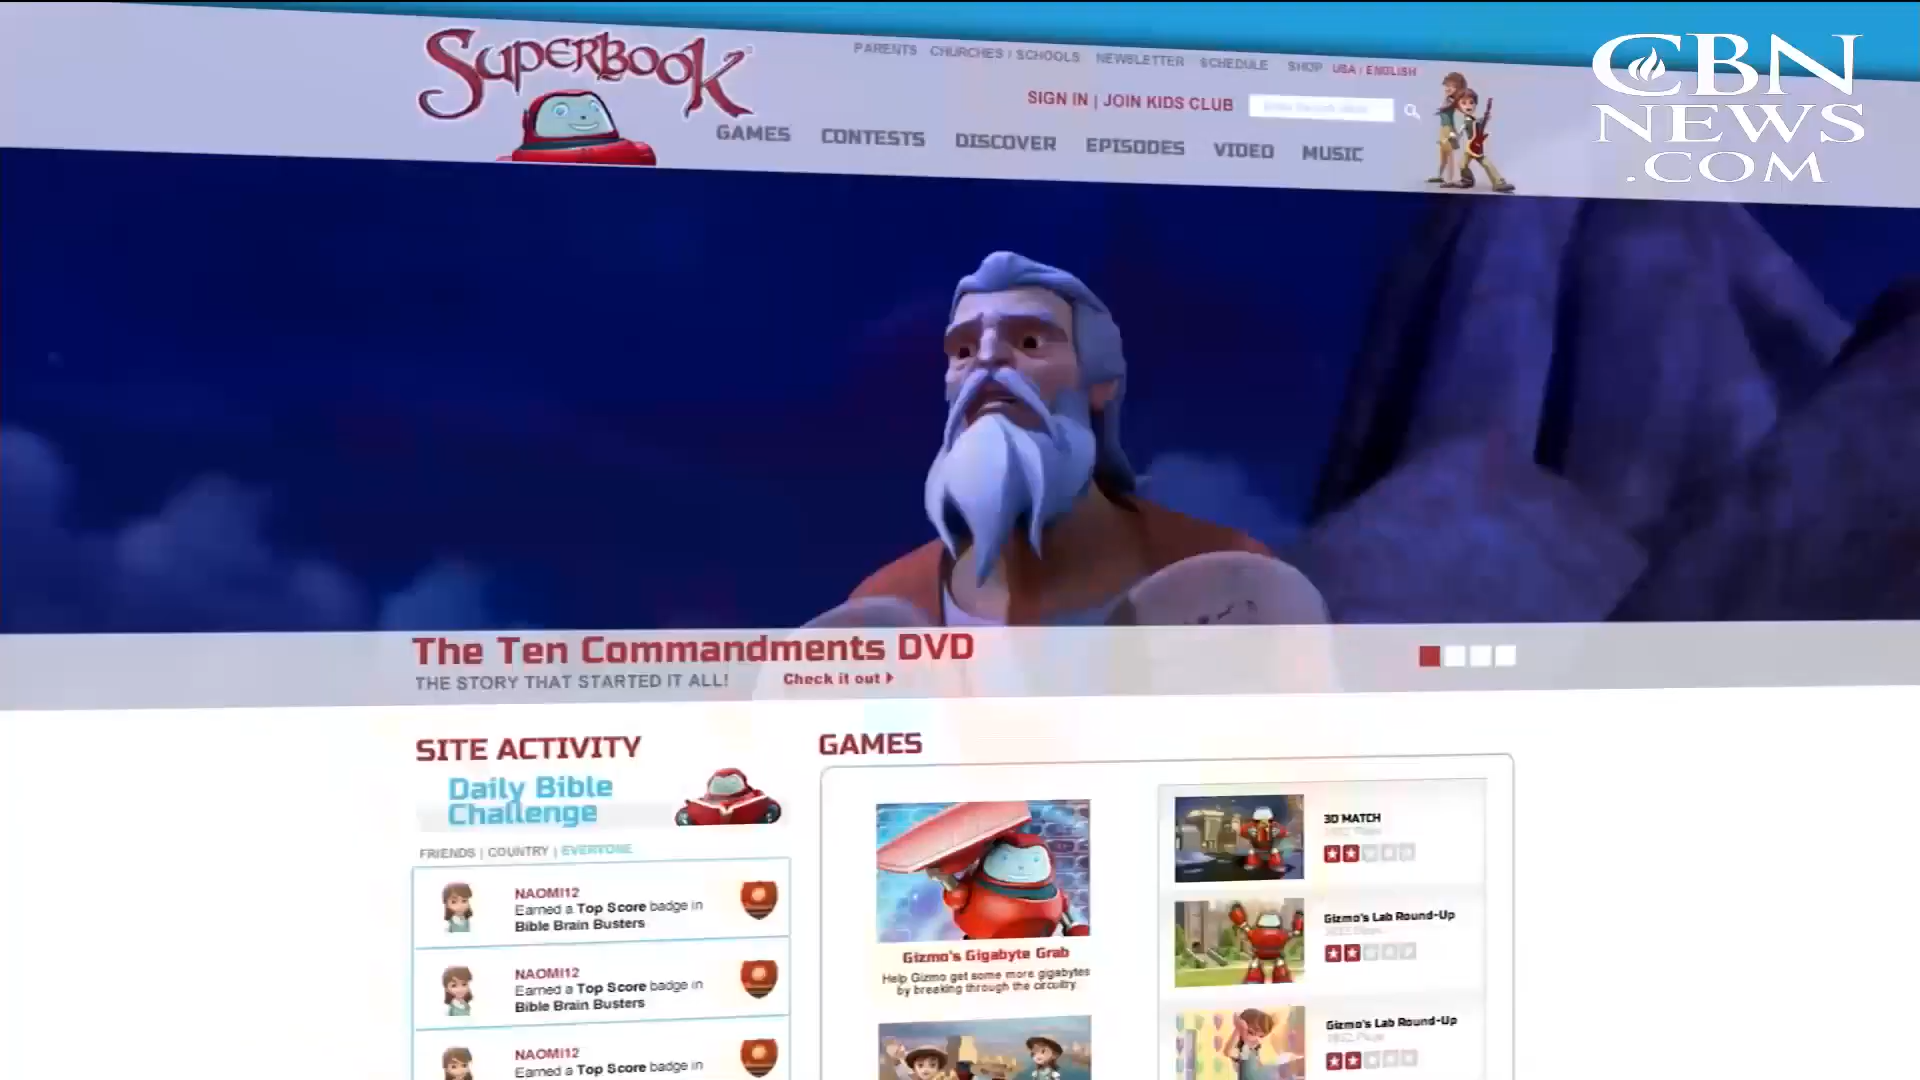 SUPERBOOK
PARENTS CHURCHES / SCHOOLS NEWSLETTER SCHEDULE SHOP USA / ENGLISH
SIGN IN | JOIN KIDS CLUB
GAMES CONTESTS DISCOVER EPISODES VIDEO MUSIC
CBN
NEWS
.COM
The Ten Commandments DVD
THE STORY THAT STARTED IT ALL!
Check it out
SITE ACTIVITY
Daily Bible
Challenge
FRIENDS | COUNTRY | EVERYONE
NAOMI12
Earned a Top Score badge in
Bible Brain Busters
NAOMI12
Earned a Top Score badge in
Bible Brain Busters
NAOMI12
Earned a Top Score badge in
GAMES
Gizmo's Gigabyte Grab
Help Gizmo get some more gigabytes
by breaking through the circuitry
3D MATCH
Gizmo's Lab Round-Up
Gizmo's Lab Round-Up